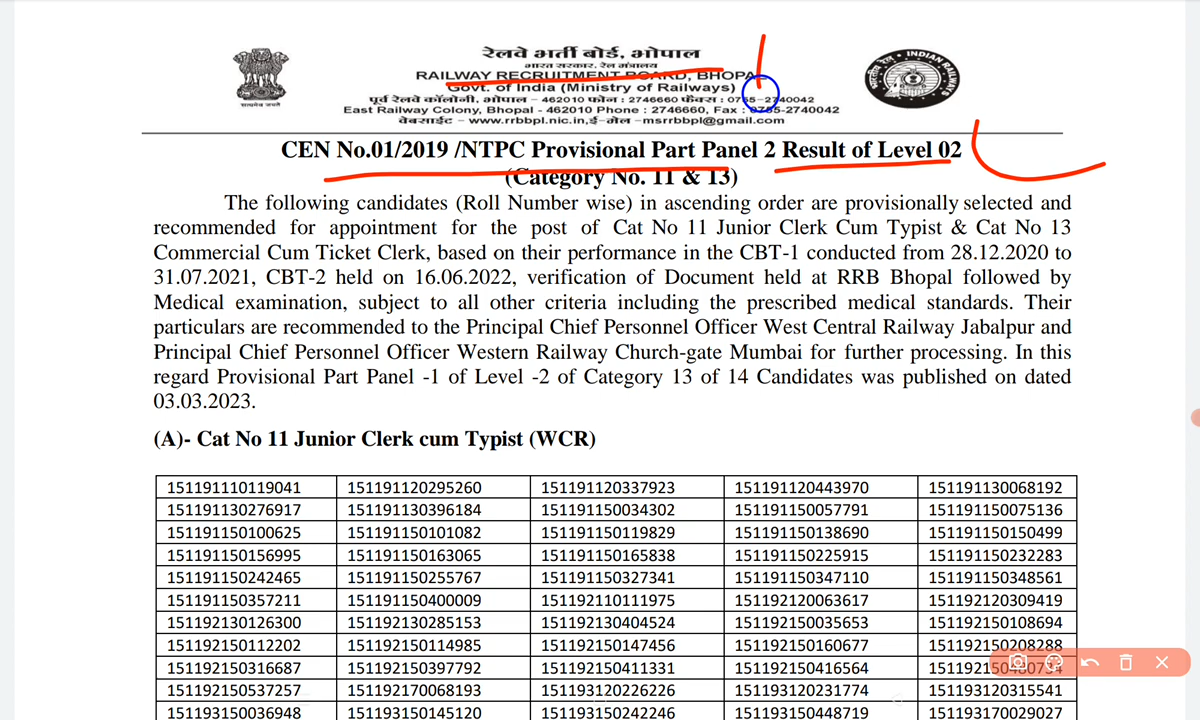 रेलवे भर्ती बोर्ड, भोपाल
भारत सरकार, रेल मंत्रालय
RAILWAY RECRUITMENT BOARD, BHOPAL
Govt. of India (Ministry of Railways)
पूर्व रेलवे कॉलोनी, भोपाल – 462010 फोन : 2746660 फैक्स : 0755-2740042
East Railway Colony, Bhopal - 462010 Phone : 2746660, Fax : 0755-2740042
वेबसाईट – www.rrbbpl.nic.in,ई-मेल -msrrbbpl@gmail.com
सत्यमेव जयते
INDIAN RAILWAYS
भारतीय रेल
CEN No.01/2019 /NTPC Provisional Part Panel 2 Result of Level 02
(Category No. 11 & 13)
The following candidates (Roll Number wise) in ascending order are provisionally selected and
recommended for appointment for the post of Cat No 11 Junior Clerk Cum Typist & Cat No 13
Commercial Cum Ticket Clerk, based on their performance in the CBT-1 conducted from 28.12.2020 to
31.07.2021, CBT-2 held on 16.06.2022, verification of Document held at RRB Bhopal followed by
Medical examination, subject to all other criteria including the prescribed medical standards. Their
particulars are recommended to the Principal Chief Personnel Officer West Central Railway Jabalpur and
Principal Chief Personnel Officer Western Railway Church-gate Mumbai for further processing. In this
regard Provisional Part Panel -1 of Level -2 of Category 13 of 14 Candidates was published on dated
03.03.2023.
(A)- Cat No 11 Junior Clerk cum Typist (WCR)
151191110119041 151191120295260 151191120337923 151191120443970 151191130068192
151191130276917 151191130396184 151191150034302 151191150057791 151191150075136
151191150100625 151191150101082 151191150119829 151191150138690 151191150150499
151191150156995 151191150163065 151191150165838 151191150225915 151191150232283
151191150242465 151191150255767 151191150327341 151191150347110 151191150348561
151191150357211 151191150400009 151192110111975 151192120063617 151192120309419
151192130126300 151192130285153 151192130404524 151192150035653 151192150108694
151192150112202 151192150114985 151192150147456 151192150160677 151192150208288
151192150316687 151192150397792 151192150411331 151192150416564
151192150537257 151192170068193 151193120226226 151193120231774 151193120315541
151193150036948 151193150145120 151193150242246 151193150448719 151193170029027